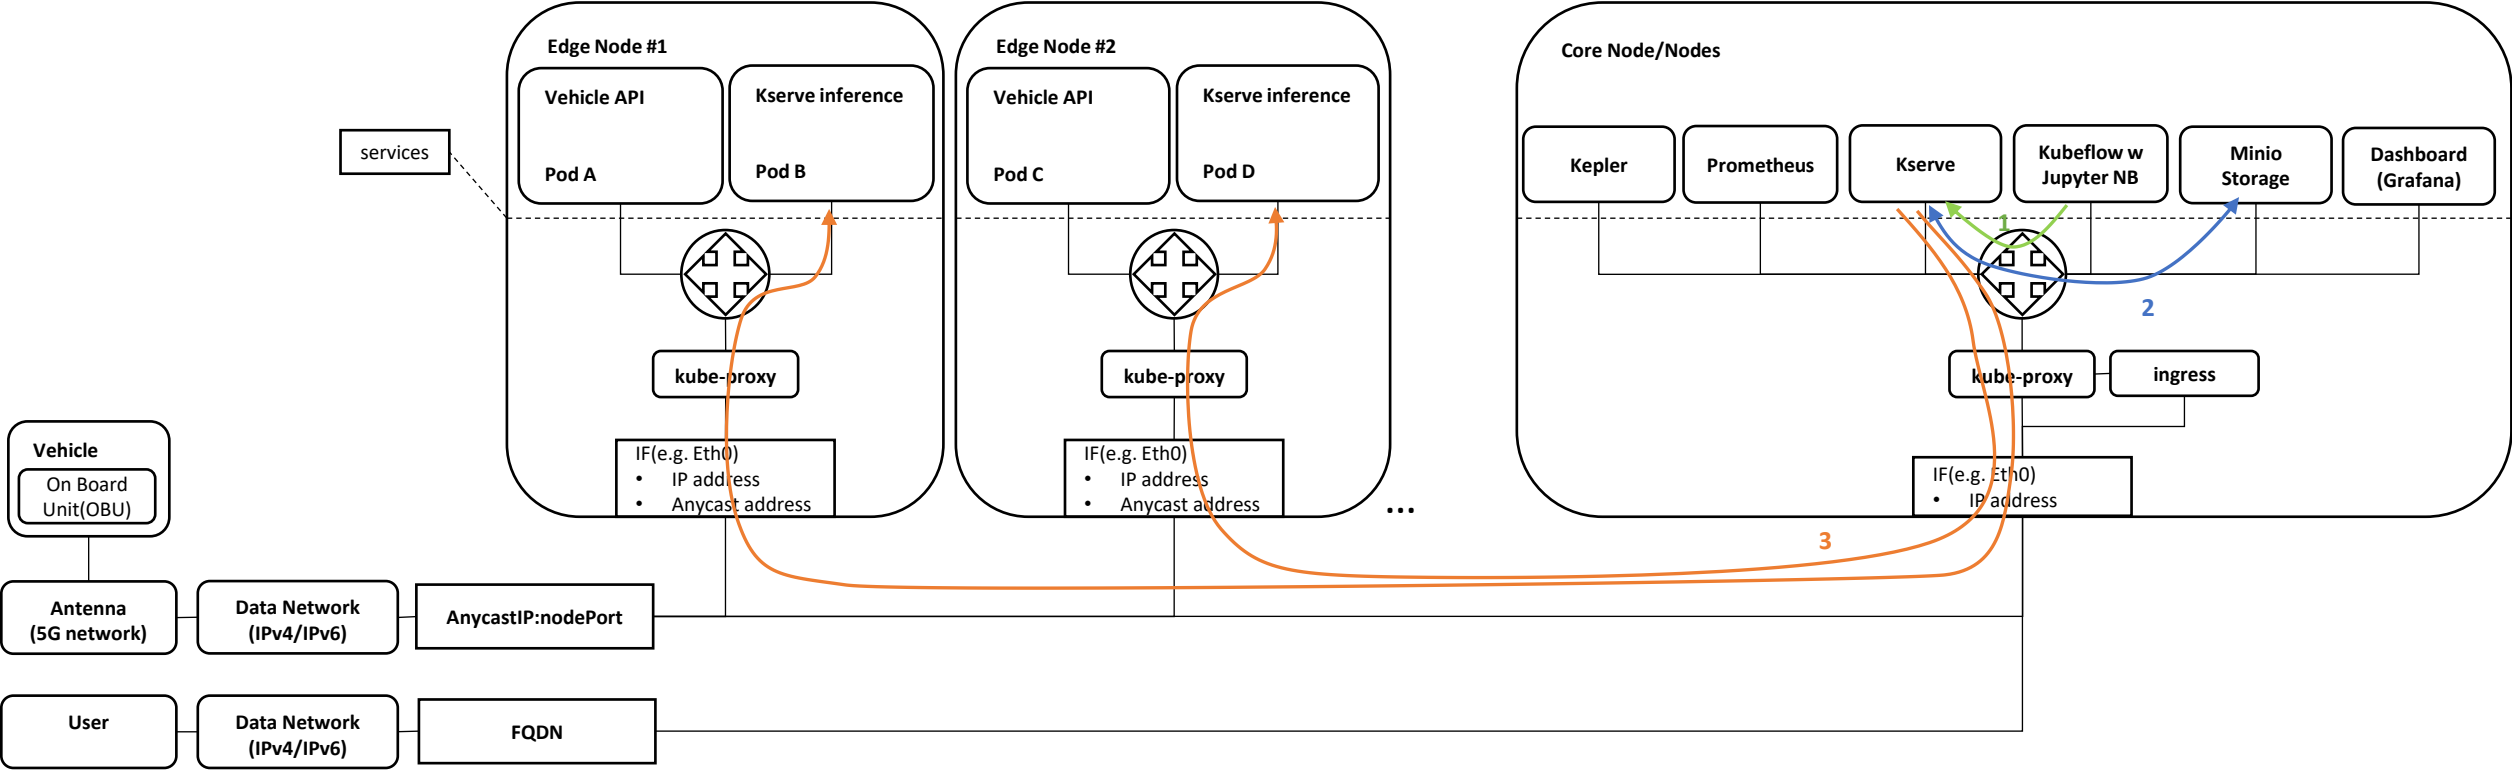 Edge Node #1
Vehicle API
Pod A
Kserve inference
Pod B
Edge Node #2
Vehicle API
Pod C
Kserve inference
Pod D
Core Node/Nodes
services
Kepler
Prometheus
Kserve
Kubeflow w
Jupyter NB
Minio
Storage
Dashboard
(Grafana)
1
2
kube-proxy
kube-proxy
kube-proxy
ingress
IF(e.g. Eth0)
• IP address
• Anycast address
IF(e.g. Eth0)
• IP address
• Anycast address
...
IF(e.g. Eth0)
• IP address
3
Vehicle
On Board
Unit(OBU)
Antenna
(5G network)
Data Network
(IPv4/IPv6)
AnycastIP:nodePort
User
Data Network
(IPv4/IPv6)
FQDN